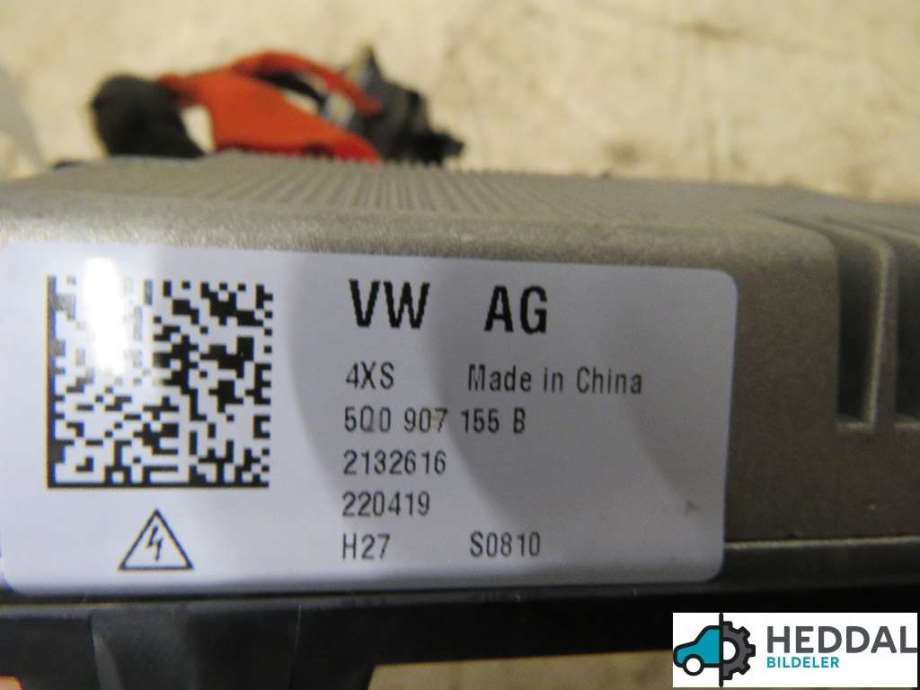 VW AG
4XS Made in China
5Q0 907 155 B
2132616
220419
H27 S0810
HEDDAL
BILDELER